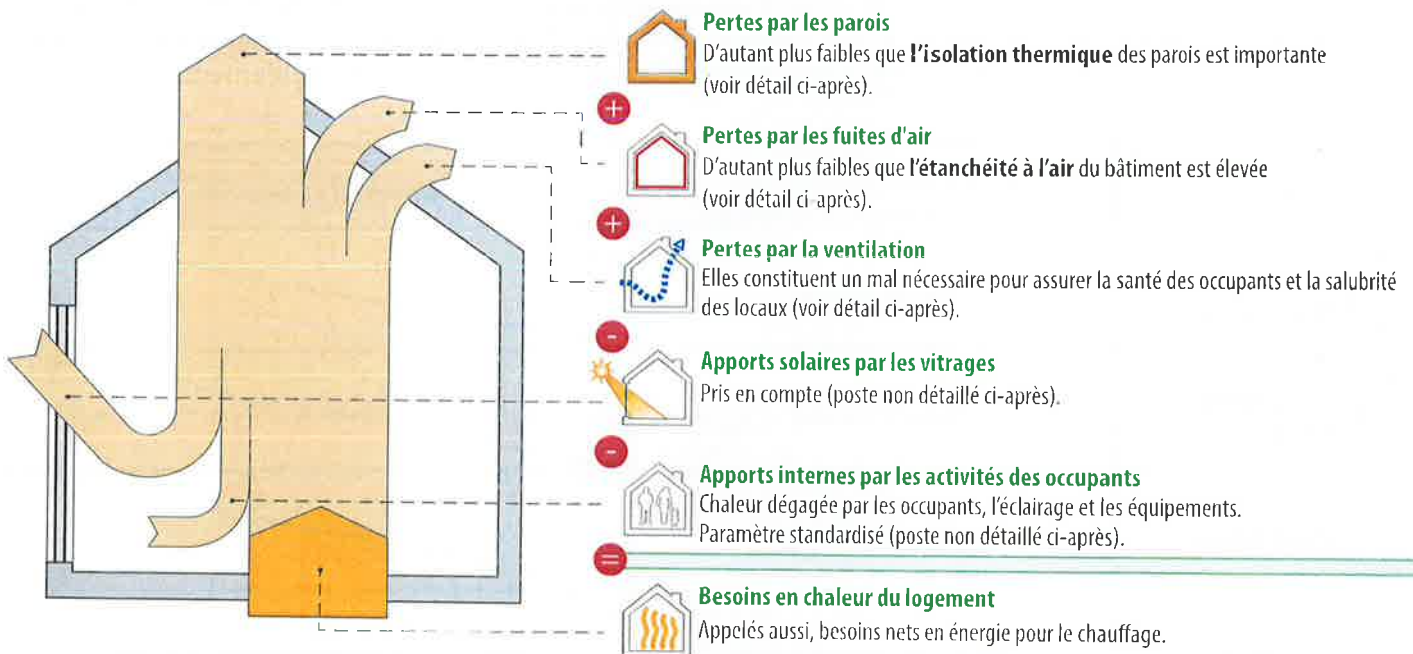 Pertes par les parois
D'autant plus faibles que l'isolation thermique des parois est importante
(voir détail ci-après).
+
Pertes par les fuites d'air
D'autant plus faibles que l'étanchéité à l'air du bâtiment est élevée
(voir détail ci-après).
+
Pertes par la ventilation
Elles constituent un mal nécessaire pour assurer la santé des occupants et la salubrité
des locaux (voir détail ci-après).
-
Apports solaires par les vitrages
Pris en compte (poste non détaillé ci-après).
-
Apports internes par les activités des occupants
Chaleur dégagée par les occupants, l'éclairage et les équipements.
Paramètre standardisé (poste non détaillé ci-après).
=
Besoins en chaleur du logement
Appelés aussi, besoins nets en énergie pour le chauffage.